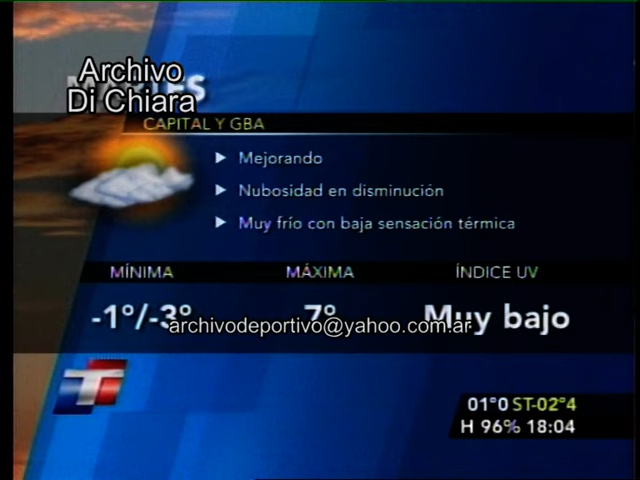 Archivo
Di Chiara
CAPITAL Y GBA
Mejorando
Nubosidad en disminución
Muy frío con baja sensación térmica
MÍNIMA MÁXIMA ÍNDICE UV
-1°/-3° 7° Muy bajo
archivodeportivo@yahoo.com.ar
01°0 ST-02°4
H 96% 18:04